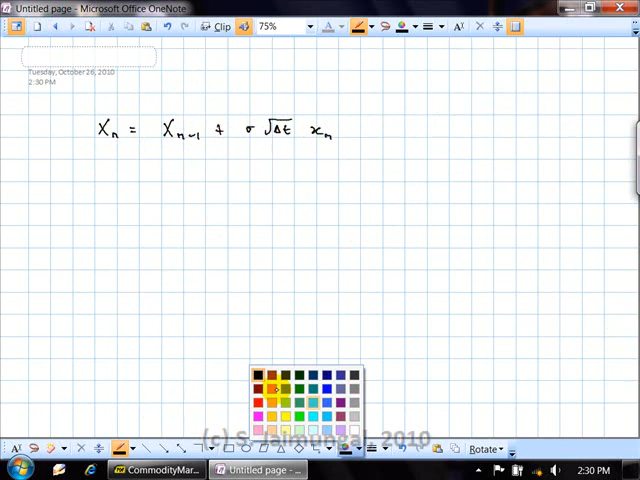 Untitled page - Microsoft Office OneNote
Clip 75%
Tuesday, October 26, 2010
2:30 PM
Xₙ = Xₙ₋₁ + σ √Δt xₙ
(c) S. Jaimungal, 2010
Rotate
CommodityMar...
Untitled page - ...
2:30 PM